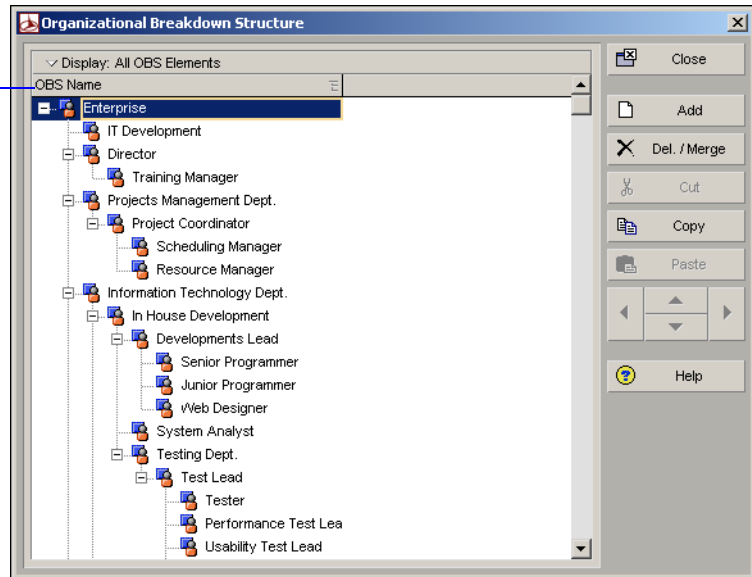 Organizational Breakdown Structure
Display: All OBS Elements
OBS Name
Enterprise
IT Development
Director
Training Manager
Projects Management Dept.
Project Coordinator
Scheduling Manager
Resource Manager
Information Technology Dept.
In House Development
Developments Lead
Senior Programmer
Junior Programmer
Web Designer
System Analyst
Testing Dept.
Test Lead
Tester
Performance Test Lea
Usability Test Lead
Close
Add
Del. / Merge
Cut
Copy
Paste
Help